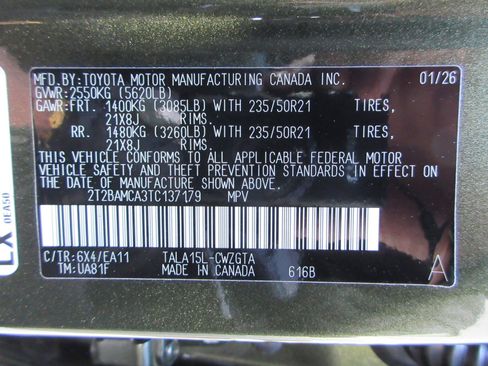 MFD.BY:TOYOTA MOTOR MANUFACTURING CANADA INC. 01/26
GVWR:2550KG (5620LB)
GAWR:FRT. 1400KG (3085LB) WITH 235/50R21 TIRES,
21X8J RIMS.
RR. 1480KG (3260LB) WITH 235/50R21 TIRES,
21X8J RIMS.
THIS VEHICLE CONFORMS TO ALL APPLICABLE FEDERAL MOTOR
VEHICLE SAFETY AND THEFT PREVENTION STANDARDS IN EFFECT ON
THE DATE OF MANUFACTURE SHOWN ABOVE.
2T2BAMCA3TC137179 MPV
C/TR:6X4/EA11 TALA15L-CWZGTA
TM:UA81F MADE IN CANADA 616B A
LX
0EA50